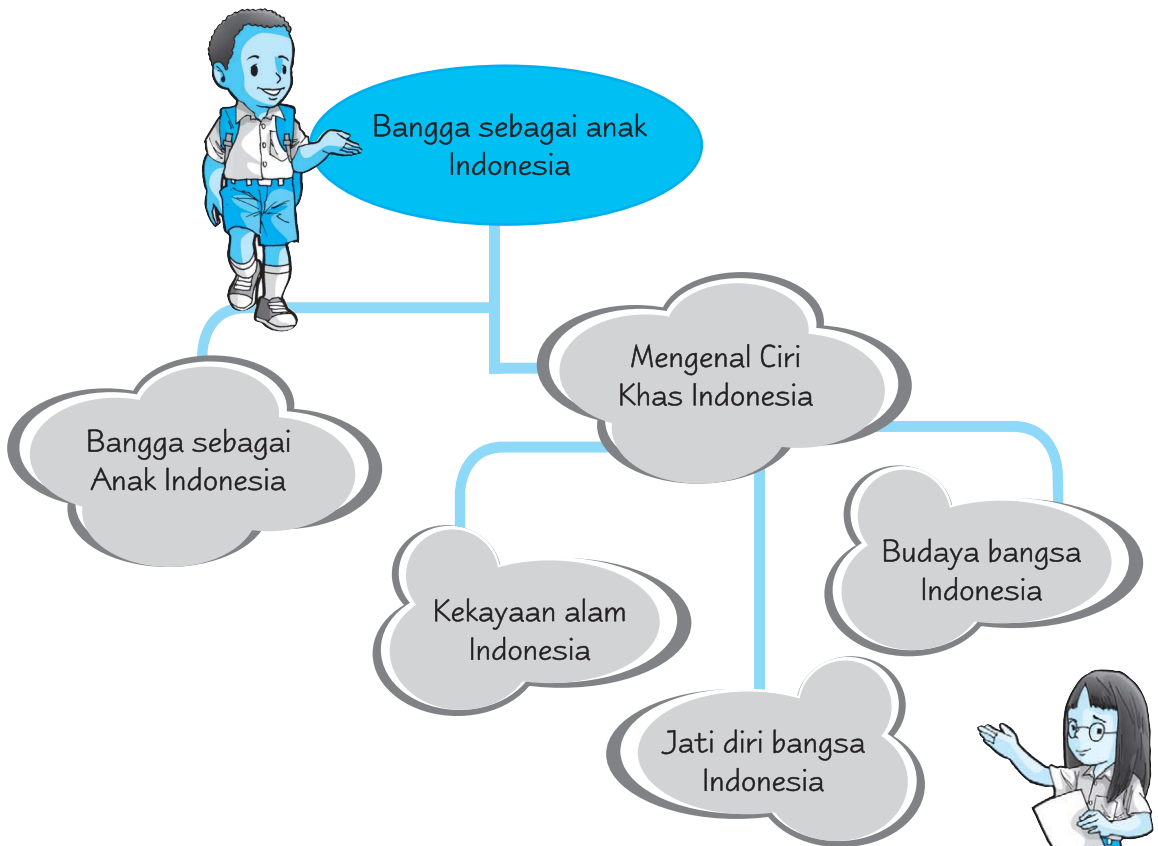 Bangga sebagai anak
Indonesia
Mengenal Ciri
Khas Indonesia
Bangga sebagai
Anak Indonesia
Budaya bangsa
Indonesia
Kekayaan alam
Indonesia
Jati diri bangsa
Indonesia